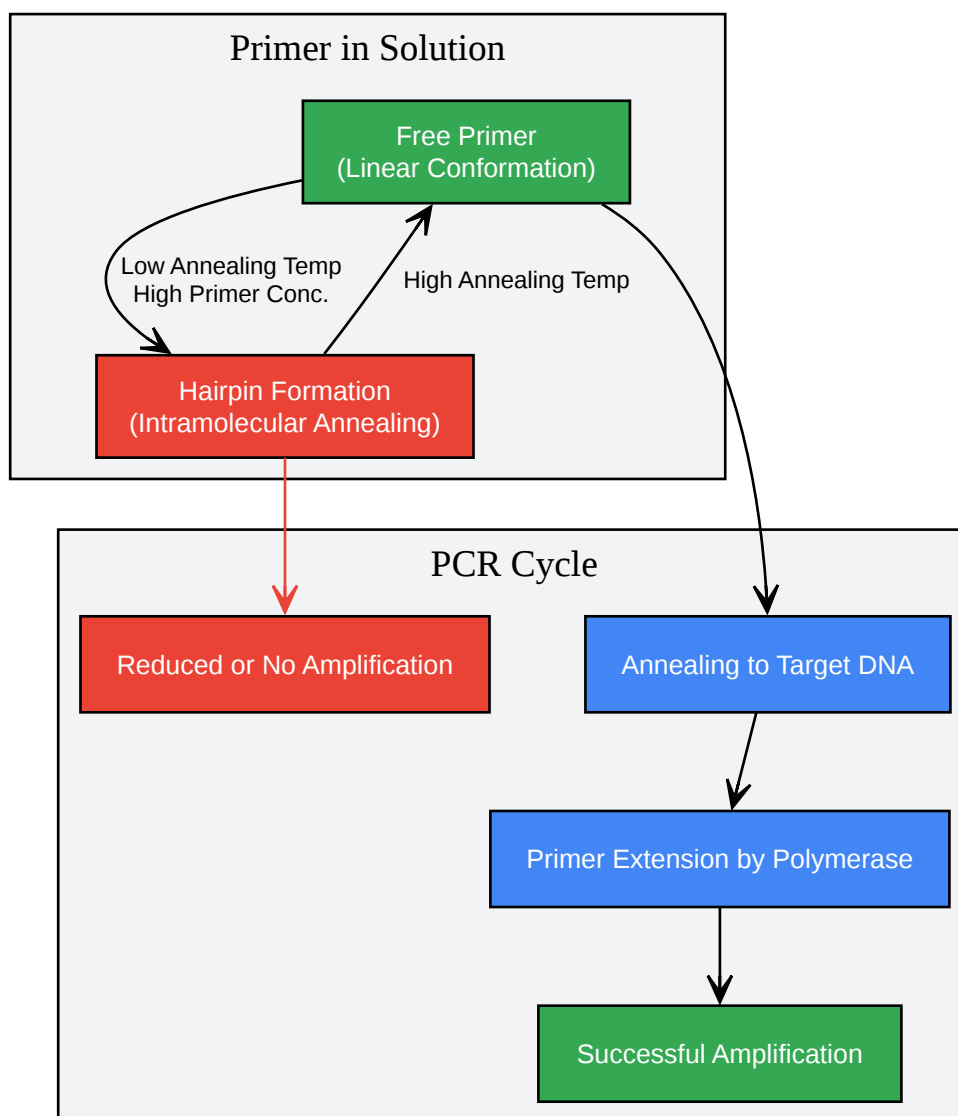 Primer in Solution
Free Primer
(Linear Conformation)
Low Annealing Temp
High Primer Conc.
High Annealing Temp
Hairpin Formation
(Intramolecular Annealing)
PCR Cycle
Reduced or No Amplification
Annealing to Target DNA
Primer Extension by Polymerase
Successful Amplification